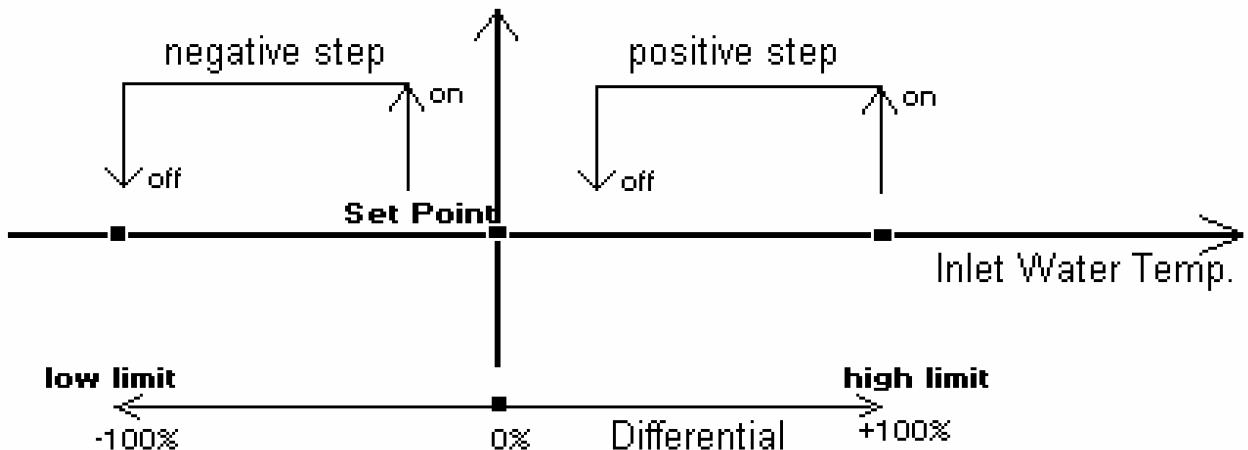 negative step
positive step
on
on
off
off
Set Point
Inlet Water Temp.
low limit
high limit
-100%
0%
Differential
+100%